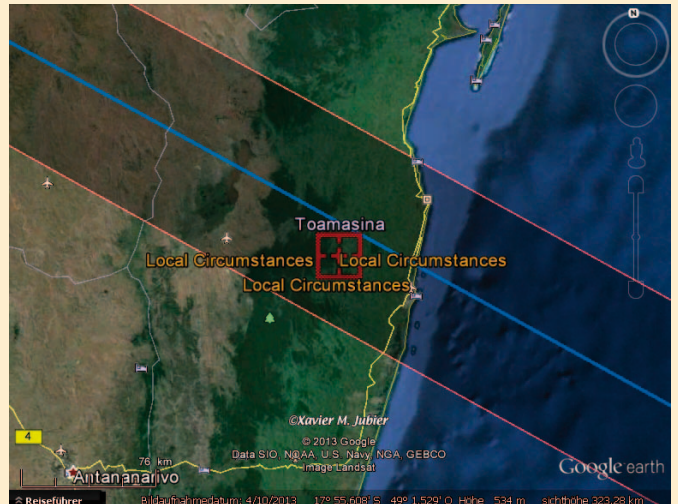 N
Toamasina
Local Circumstances Local Circumstances
Local Circumstances
©Xavier M. Jubier
4
© 2013 Google
76 km
Data SIO, NOAA, U.S. Navy, NGA, GEBCO
Image Landsat
Google earth
Antananarivo
Reiseführer Bildaufnahmedatum: 4/10/2013 17° 55.608' S 49° 1.529' O Höhe 534 m sichthöhe 323.28 km